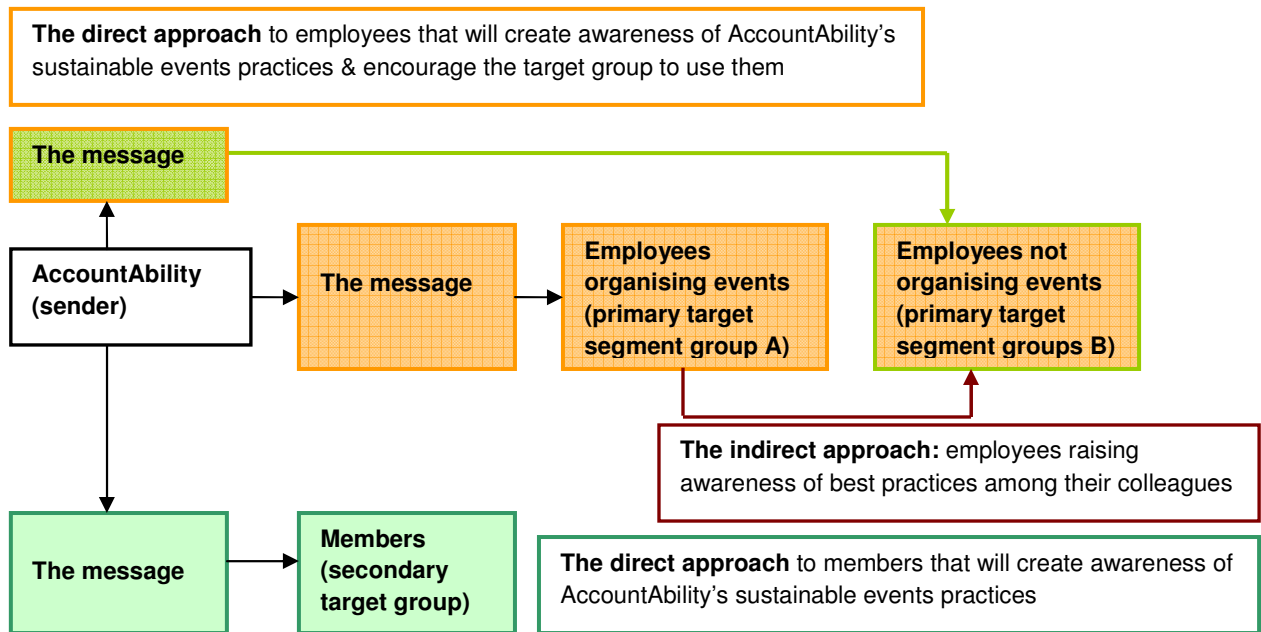 The direct approach to employees that will create awareness of AccountAbility's
sustainable events practices & encourage the target group to use them
The message
AccountAbility
(sender)
The message
Employees
organising events
(primary target
segment group A)
Employees not
organising events
(primary target
segment groups B)
The indirect approach: employees raising
awareness of best practices among their colleagues
The message
Members
(secondary
target group)
The direct approach to members that will create awareness of
AccountAbility's sustainable events practices